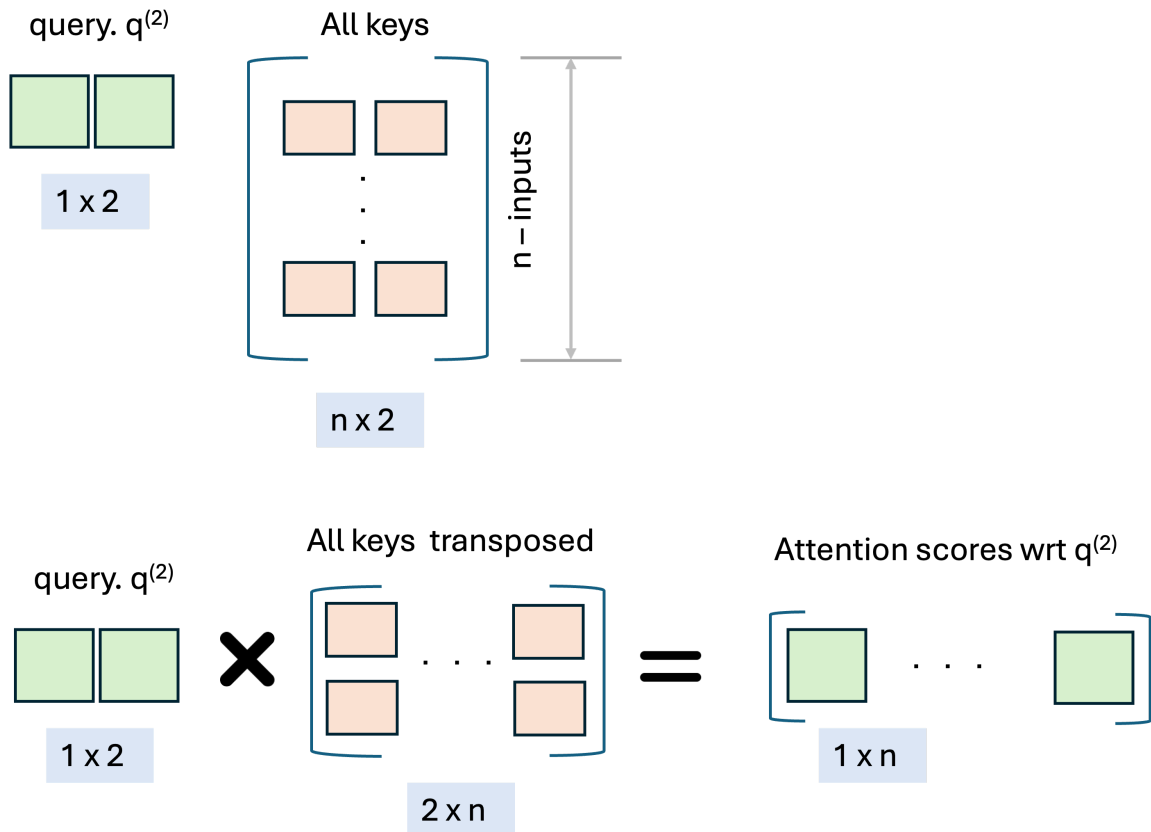 query. q⁽²⁾
All keys
1 x 2
n – inputs
n x 2
All keys transposed
query. q⁽²⁾
Attention scores wrt q⁽²⁾
. . .
. . .
1 x 2
2 x n
1 x n